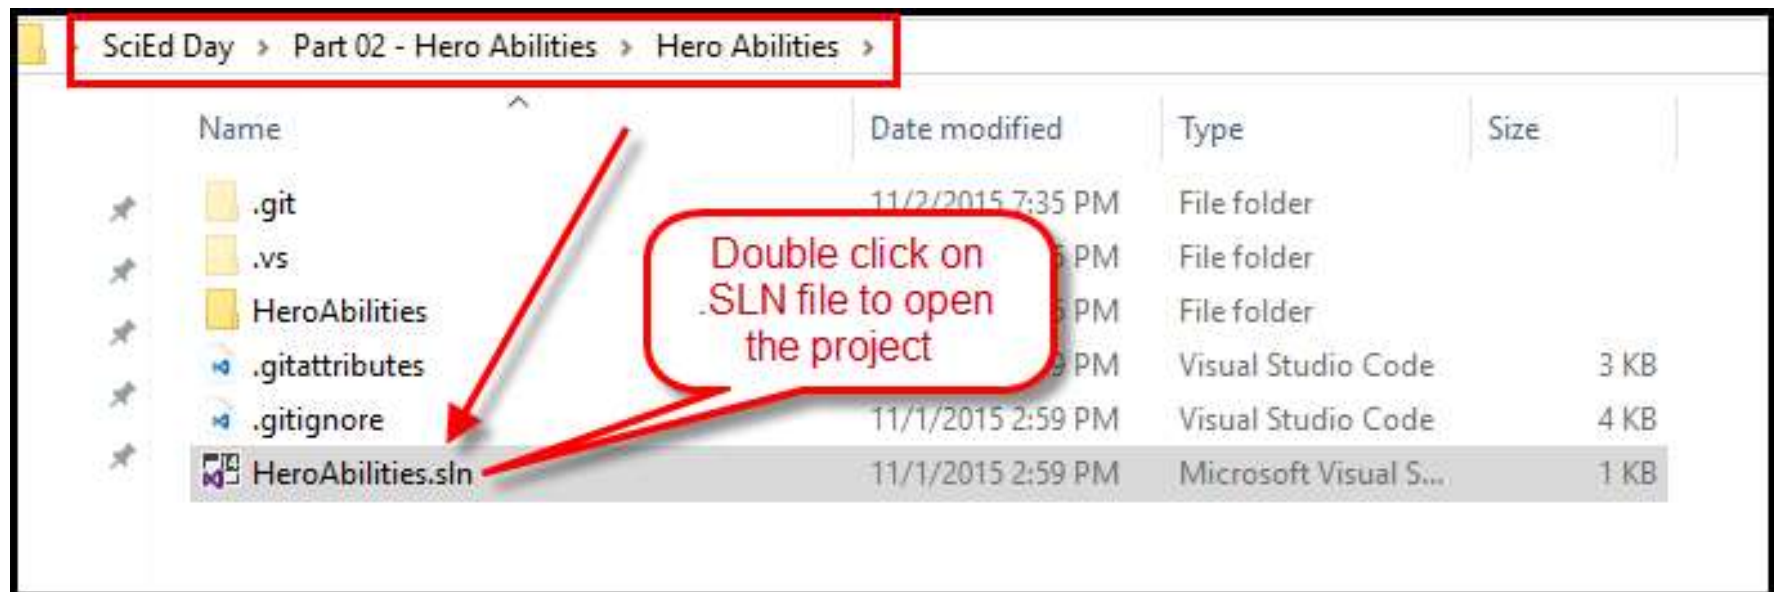 SciEd Day > Part 02 - Hero Abilities > Hero Abilities >
Name Date modified Type Size
.git 11/2/2015 7:35 PM File folder
.vs PM File folder
HeroAbilities PM File folder
.gitattributes PM Visual Studio Code 3 KB
.gitignore 11/1/2015 2:59 PM Visual Studio Code 4 KB
HeroAbilities.sln 11/1/2015 2:59 PM Microsoft Visual S... 1 KB
Double click on
.SLN file to open
the project